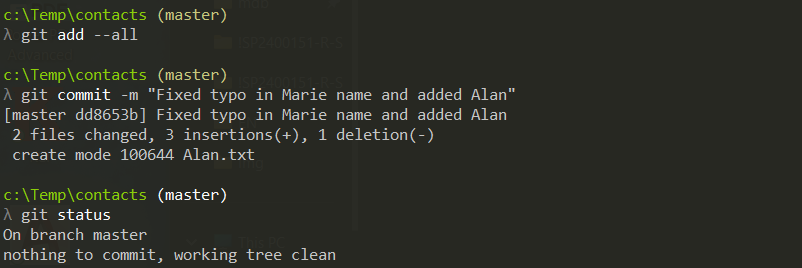 c:\Temp\contacts (master)
λ git add --all
c:\Temp\contacts (master)
λ git commit -m "Fixed typo in Marie name and added Alan"
[master dd8653b] Fixed typo in Marie name and added Alan
 2 files changed, 3 insertions(+), 1 deletion(-)
 create mode 100644 Alan.txt
c:\Temp\contacts (master)
λ git status
On branch master
nothing to commit, working tree clean